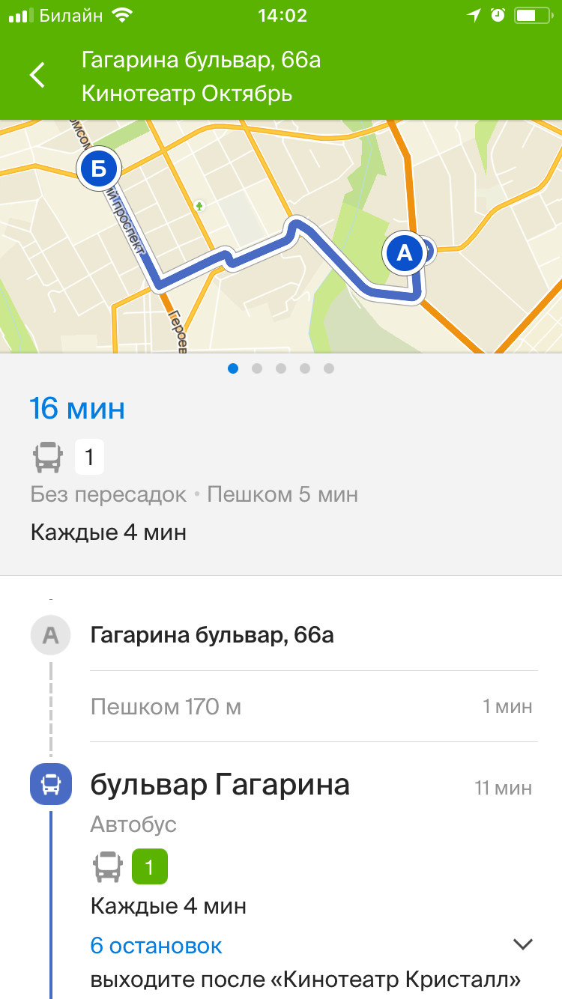 Билайн 14:02
Гагарина бульвар, 66а
Кинотеатр Октябрь
Б
ий проспект
А
Героев
16 мин
1
Без пересадок • Пешком 5 мин
Каждые 4 мин
А Гагарина бульвар, 66а
Пешком 170 м 1 мин
бульвар Гагарина 11 мин
Автобус
1
Каждые 4 мин
6 остановок
выходите после «Кинотеатр Кристалл»